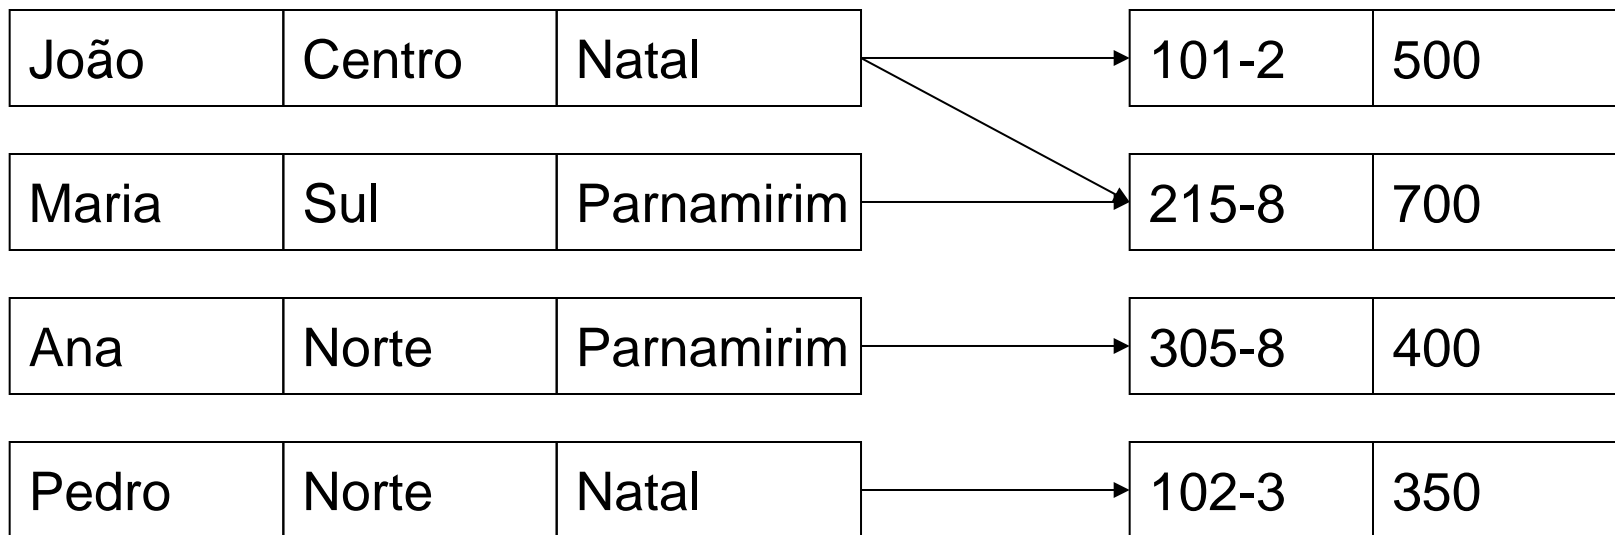 João Centro Natal 101-2 500
Maria Sul Parnamirim 215-8 700
Ana Norte Parnamirim 305-8 400
Pedro Norte Natal 102-3 350